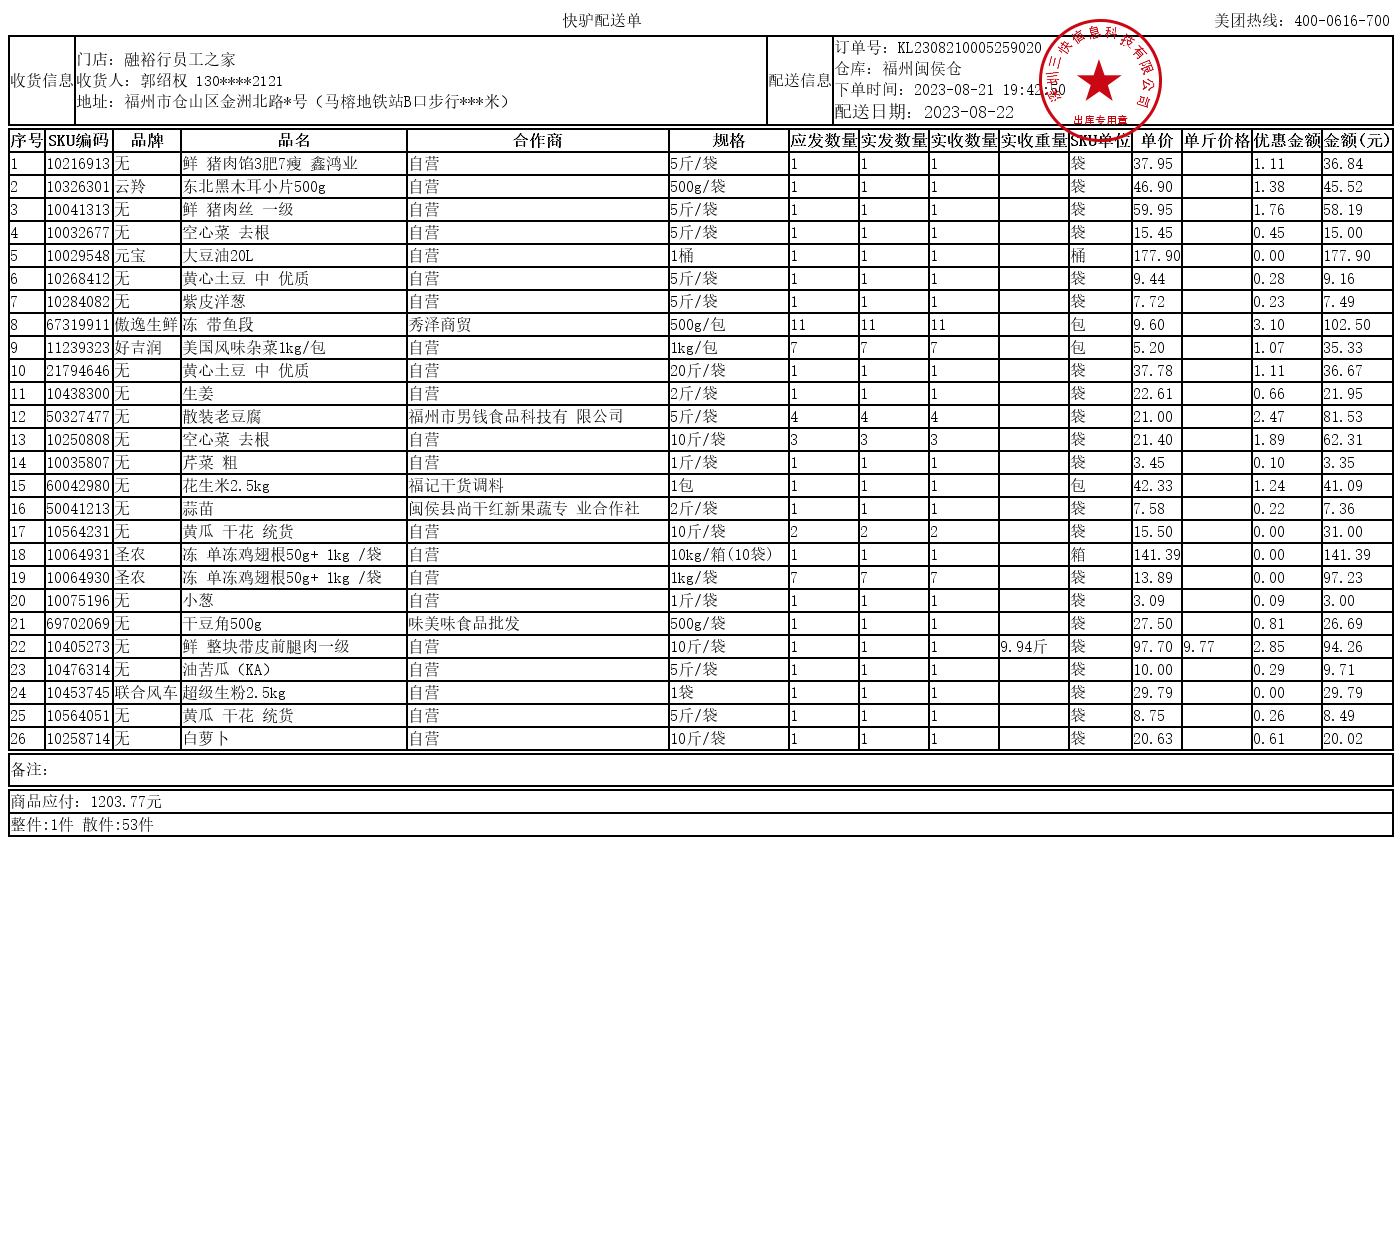 快驴配送单
美团热线：400-0616-700
收货信息
门店：融裕行员工之家
收货人：郭绍权 130****2121
地址：福州市仓山区金洲北路*号（马榕地铁站B口步行***米）
配送信息
订单号：KL2308210005259020
仓库：福州闽侯仓
下单时间：2023-08-21 19:42:50
配送日期：2023-08-22
深圳三快信息科技有限公司
出库专用章
序号 SKU编码 品牌 品名 合作商 规格 应发数量 实发数量 实收数量 实收重量 SKU单位 单价 单斤价格 优惠金额 金额(元)
1 10216913 无 鲜 猪肉馅3肥7瘦 鑫鸿业 自营 5斤/袋 1 1 1 袋 37.95 1.11 36.84
2 10326301 云羚 东北黑木耳小片500g 自营 500g/袋 1 1 1 袋 46.90 1.38 45.52
3 10041313 无 鲜 猪肉丝 一级 自营 5斤/袋 1 1 1 袋 59.95 1.76 58.19
4 10032677 无 空心菜 去根 自营 5斤/袋 1 1 1 袋 15.45 0.45 15.00
5 10029548 元宝 大豆油20L 自营 1桶 1 1 1 桶 177.90 0.00 177.90
6 10268412 无 黄心土豆 中 优质 自营 5斤/袋 1 1 1 袋 9.44 0.28 9.16
7 10284082 无 紫皮洋葱 自营 5斤/袋 1 1 1 袋 7.72 0.23 7.49
8 67319911 傲逸生鲜 冻 带鱼段 秀泽商贸 500g/包 11 11 11 包 9.60 3.10 102.50
9 11239323 好吉润 美国风味杂菜1kg/包 自营 1kg/包 7 7 7 包 5.20 1.07 35.33
10 21794646 无 黄心土豆 中 优质 自营 20斤/袋 1 1 1 袋 37.78 1.11 36.67
11 10438300 无 生姜 自营 2斤/袋 1 1 1 袋 22.61 0.66 21.95
12 50327477 无 散装老豆腐 福州市男钱食品科技有 限公司 5斤/袋 4 4 4 袋 21.00 2.47 81.53
13 10250808 无 空心菜 去根 自营 10斤/袋 3 3 3 袋 21.40 1.89 62.31
14 10035807 无 芹菜 粗 自营 1斤/袋 1 1 1 袋 3.45 0.10 3.35
15 60042980 无 花生米2.5kg 福记干货调料 1包 1 1 1 包 42.33 1.24 41.09
16 50041213 无 蒜苗 闽侯县尚干红新果蔬专 业合作社 2斤/袋 1 1 1 袋 7.58 0.22 7.36
17 10564231 无 黄瓜 干花 统货 自营 10斤/袋 2 2 2 袋 15.50 0.00 31.00
18 10064931 圣农 冻 单冻鸡翅根50g+ 1kg /袋 自营 10kg/箱(10袋) 1 1 1 箱 141.39 0.00 141.39
19 10064930 圣农 冻 单冻鸡翅根50g+ 1kg /袋 自营 1kg/袋 7 7 7 袋 13.89 0.00 97.23
20 10075196 无 小葱 自营 1斤/袋 1 1 1 袋 3.09 0.09 3.00
21 69702069 无 干豆角500g 味美味食品批发 500g/袋 1 1 1 袋 27.50 0.81 26.69
22 10405273 无 鲜 整块带皮前腿肉一级 自营 10斤/袋 1 1 1 9.94斤 袋 97.70 9.77 2.85 94.26
23 10476314 无 油苦瓜（KA） 自营 5斤/袋 1 1 1 袋 10.00 0.29 9.71
24 10453745 联合风车 超级生粉2.5kg 自营 1袋 1 1 1 袋 29.79 0.00 29.79
25 10564051 无 黄瓜 干花 统货 自营 5斤/袋 1 1 1 袋 8.75 0.26 8.49
26 10258714 无 白萝卜 自营 10斤/袋 1 1 1 袋 20.63 0.61 20.02
备注：
商品应付：1203.77元
整件:1件 散件:53件